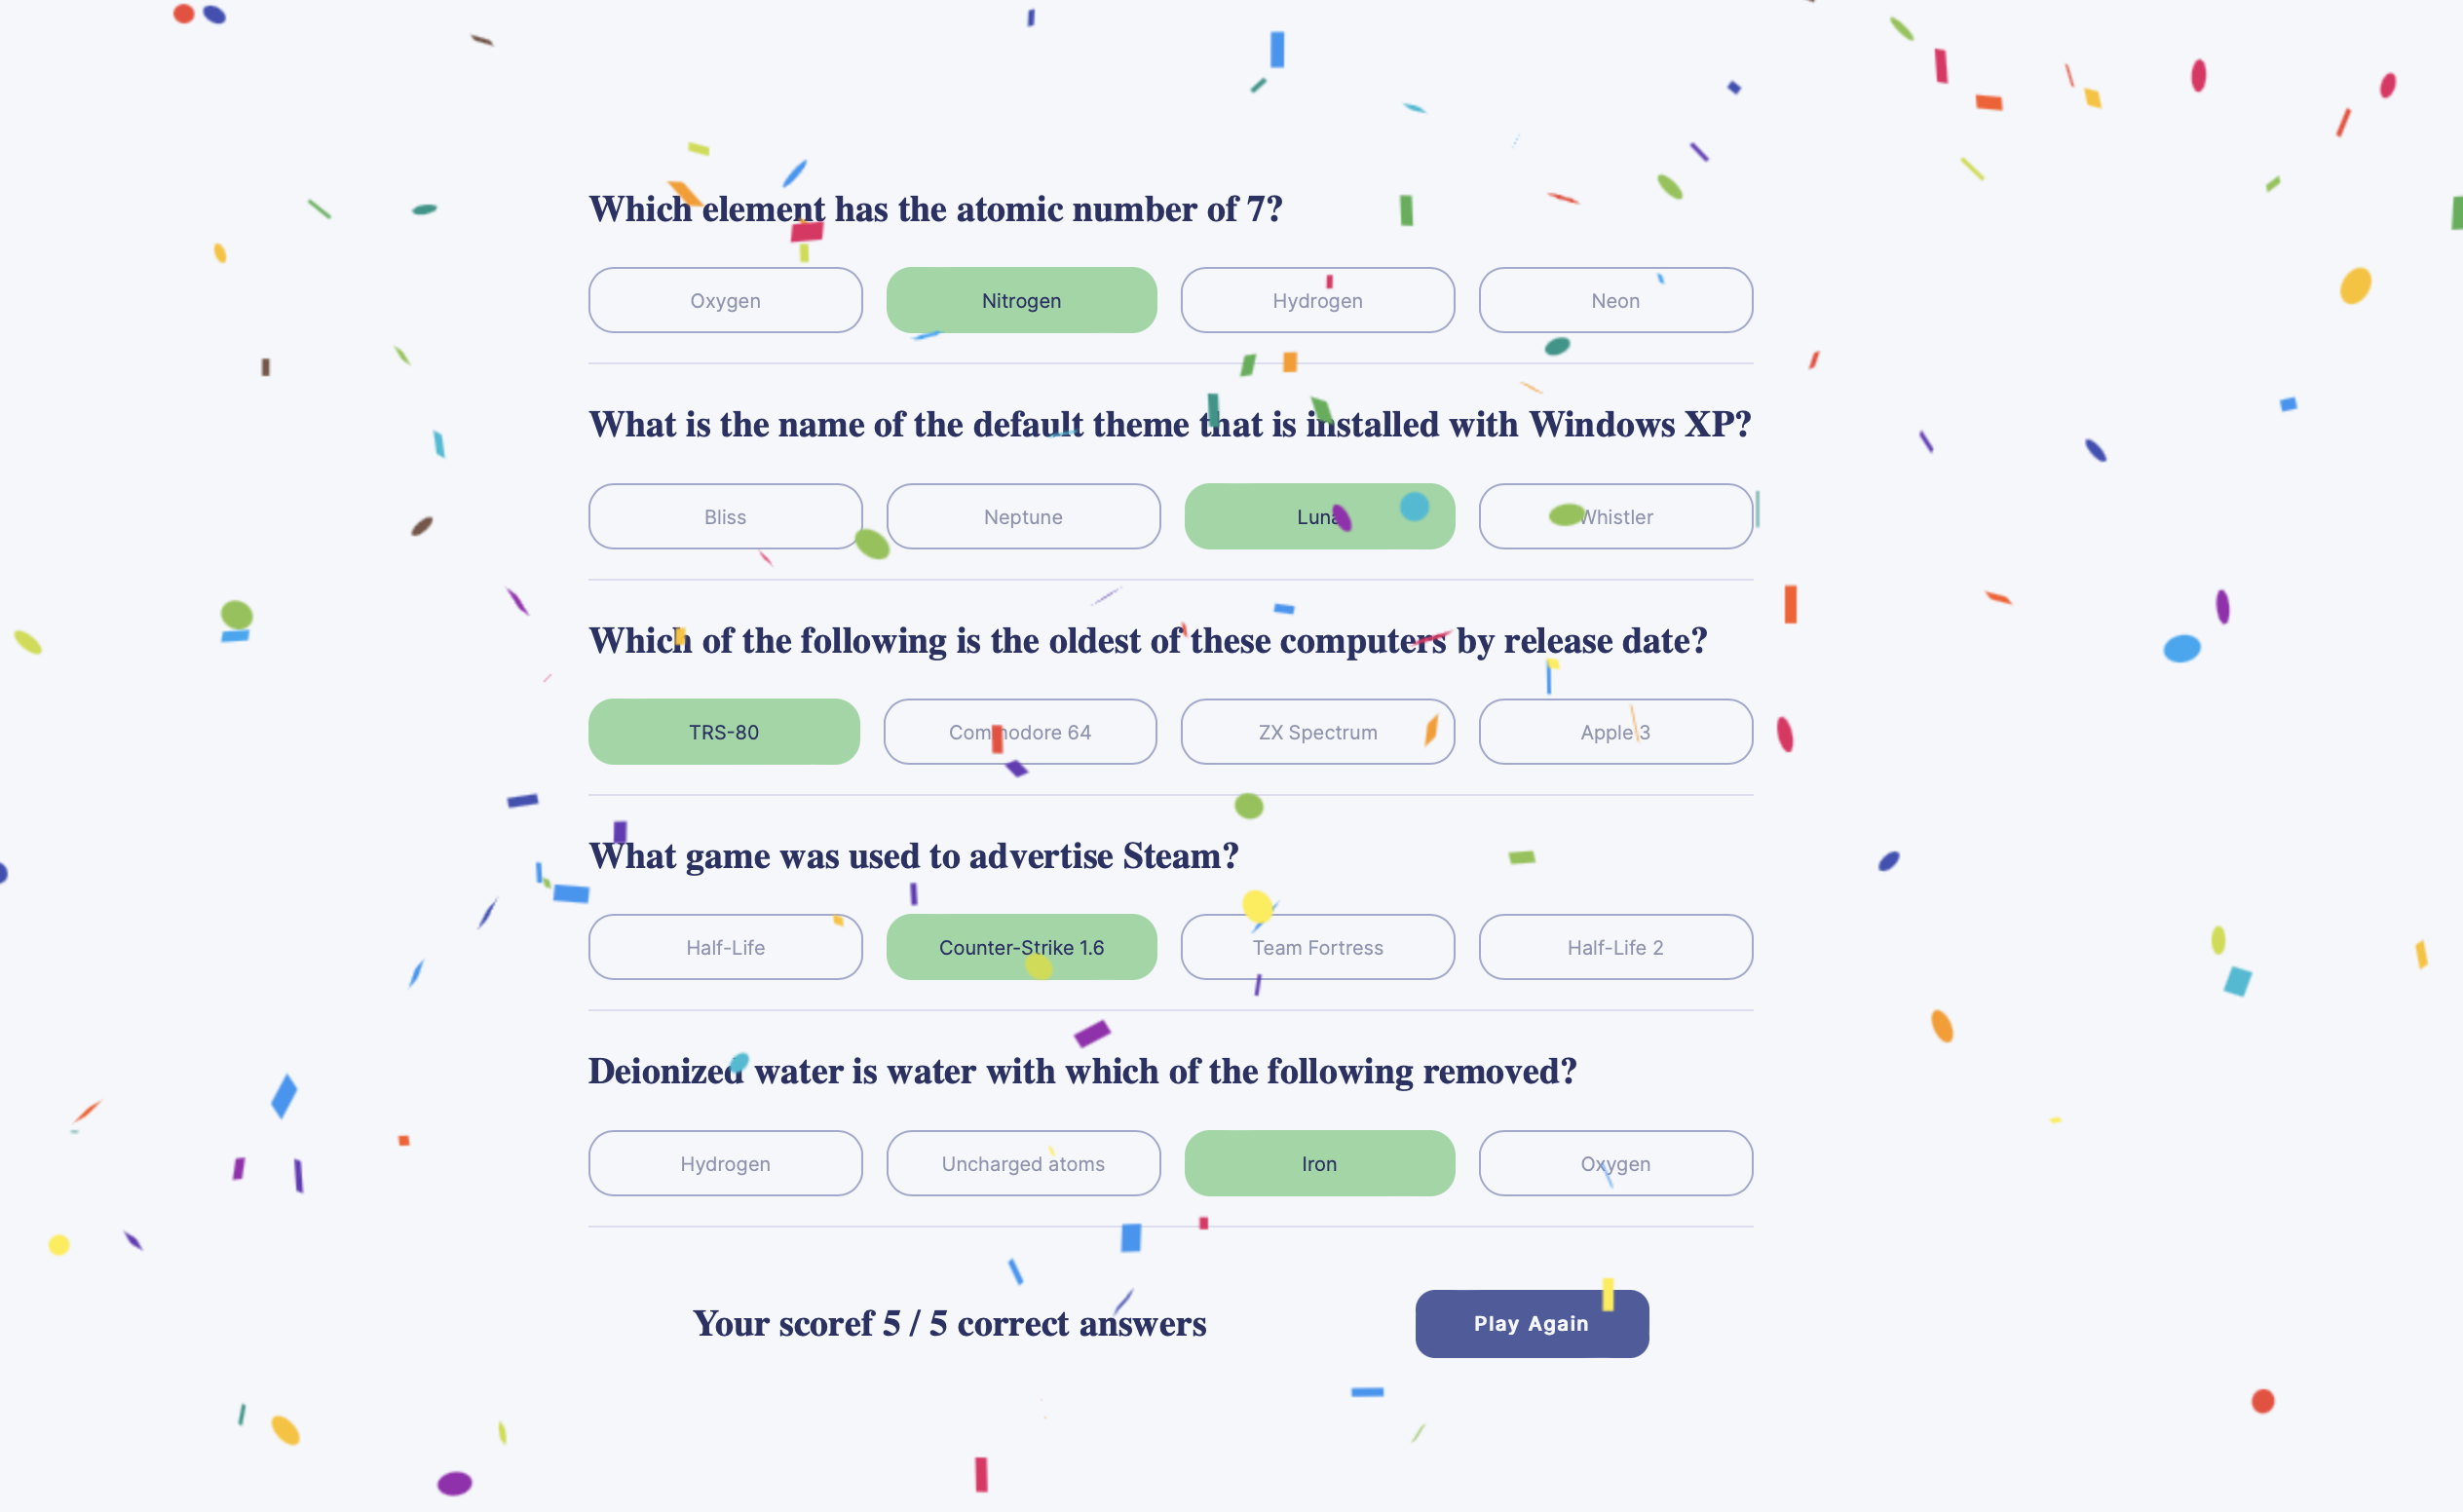 Which element has the atomic number of 7?
Oxygen Nitrogen Hydrogen Neon
What is the name of the default theme that is installed with Windows XP?
Bliss Neptune Luna Whistler
Which of the following is the oldest of these computers by release date?
TRS-80 Commodore 64 ZX Spectrum Apple 3
What game was used to advertise Steam?
Half-Life Counter-Strike 1.6 Team Fortress Half-Life 2
Deionized water is water with which of the following removed?
Hydrogen Uncharged atoms Iron Oxygen
Your scoref 5 / 5 correct answers Play Again